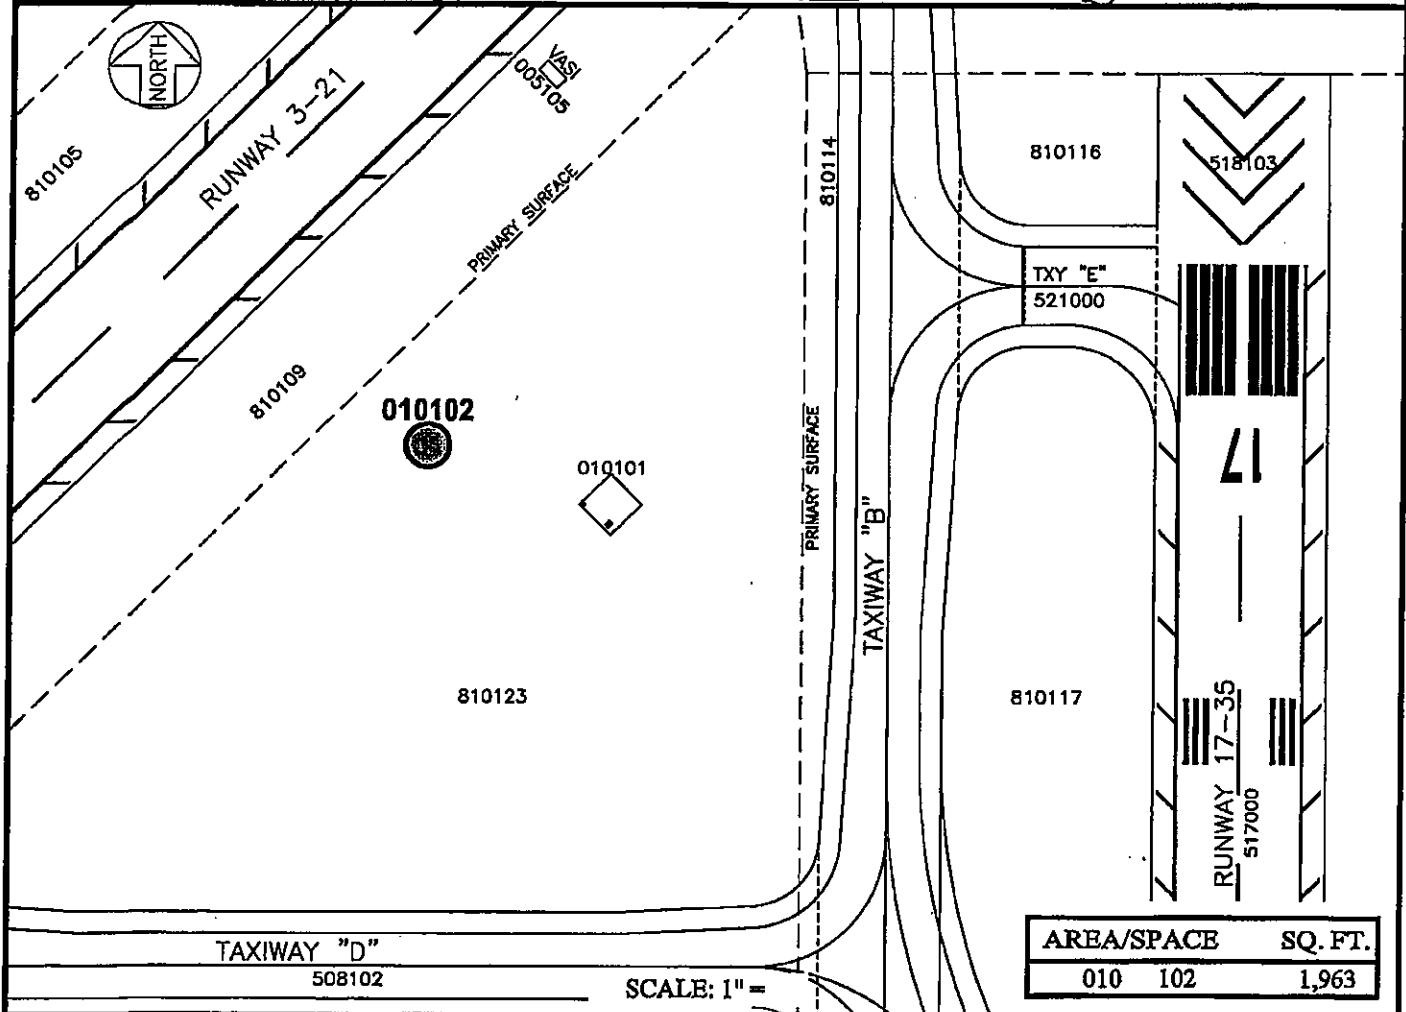 NORTH
RUNWAY 3-21
VASI
005105
810105
PRIMARY SURFACE
810114
810116
518103
TXY "E"
521000
810109
010102
010101
PRIMARY SURFACE
17
TAXIWAY "B"
810123
810117
RUNWAY 17-35
517000
TAXIWAY "D"
508102
SCALE: 1" =
AREA/SPACE SQ. FT.
010 102 1,963